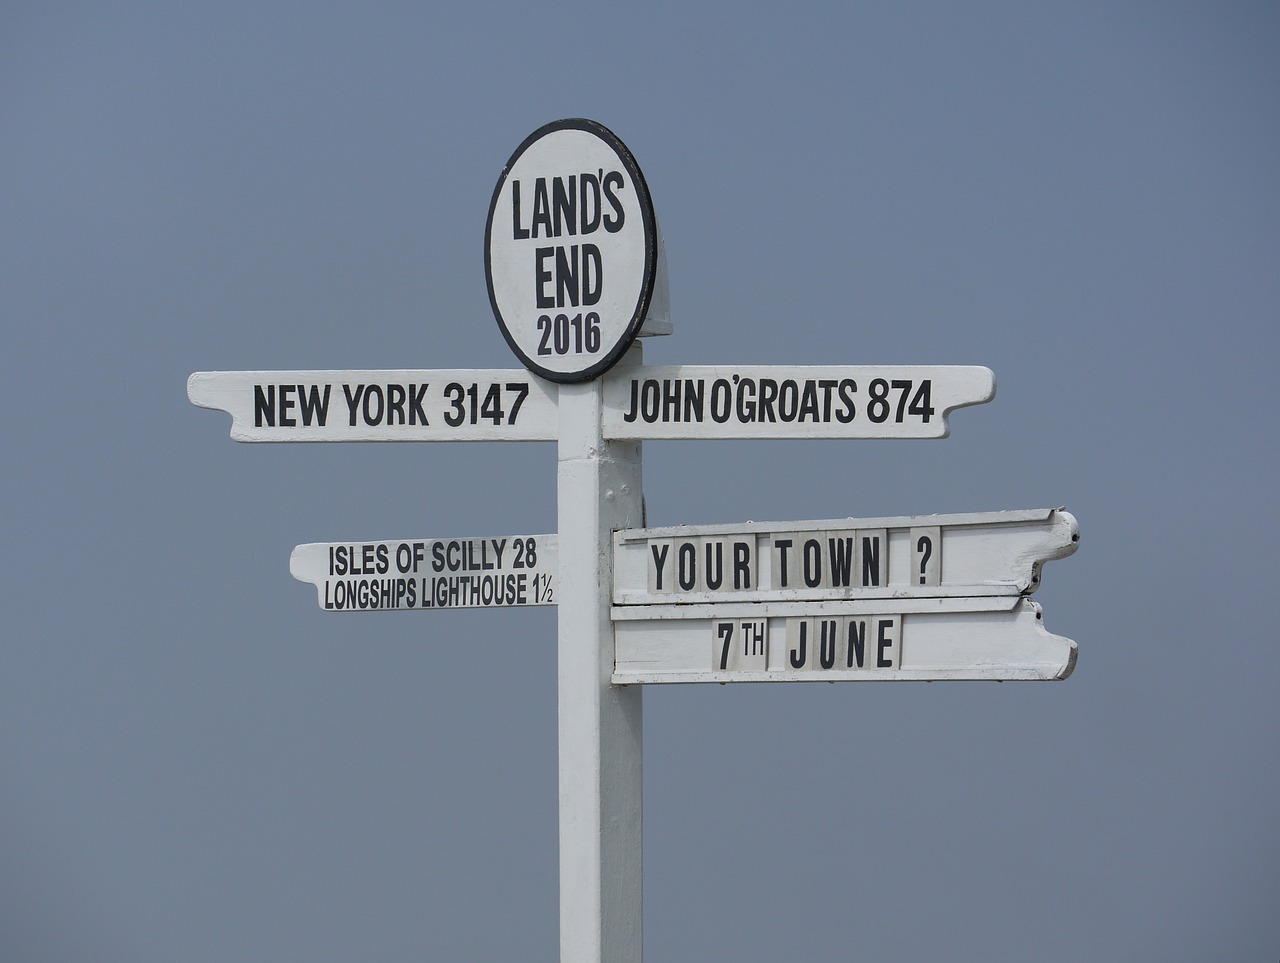 LAND'S
END
2016
NEW YORK 3147
JOHN O'GROATS 874
ISLES OF SCILLY 28
LONGSHIPS LIGHTHOUSE 1½
YOUR TOWN ?
7TH JUNE